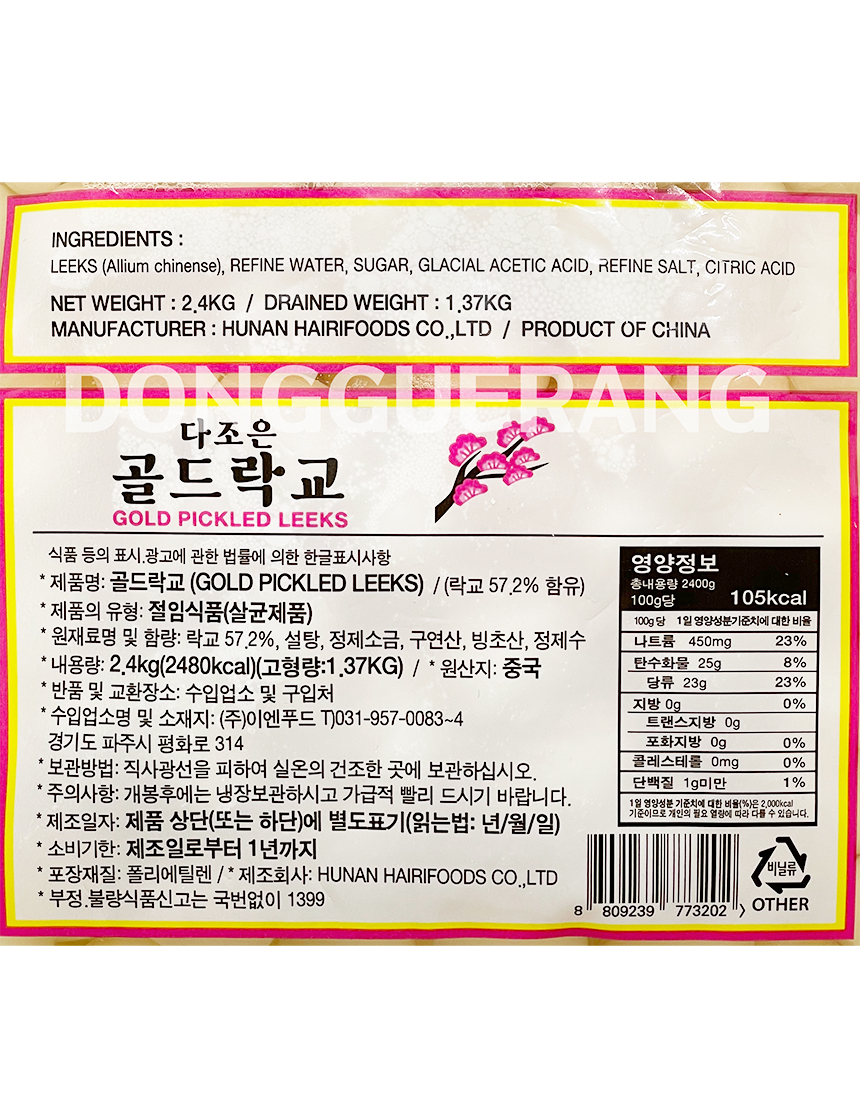 INGREDIENTS :
LEEKS (Allium chinense), REFINE WATER, SUGAR, GLACIAL ACETIC ACID, REFINE SALT, CITRIC ACID
NET WEIGHT : 2.4KG / DRAINED WEIGHT : 1.37KG
MANUFACTURER : HUNAN HAIRIFOODS CO.,LTD / PRODUCT OF CHINA
DONGGUERANG
다조은
골드락교
GOLD PICKLED LEEKS
식품 등의 표시.광고에 관한 법률에 의한 한글표시사항
* 제품명: 골드락교 (GOLD PICKLED LEEKS) / (락교 57.2% 함유)
* 제품의 유형: 절임식품(살균제품)
* 원재료명 및 함량: 락교 57.2%, 설탕, 정제소금, 구연산, 빙초산, 정제수
* 내용량: 2.4kg(2480kcal)(고형량:1.37KG) / * 원산지: 중국
* 반품 및 교환장소: 수입업소 및 구입처
* 수입업소명 및 소재지: (주)이엔푸드 T)031-957-0083~4
경기도 파주시 평화로 314
* 보관방법: 직사광선을 피하여 실온의 건조한 곳에 보관하십시오.
* 주의사항: 개봉후에는 냉장보관하시고 가급적 빨리 드시기 바랍니다.
* 제조일자: 제품 상단(또는 하단)에 별도표기(읽는법: 년/월/일)
* 소비기한: 제조일로부터 1년까지
* 포장재질: 폴리에틸렌 / * 제조회사: HUNAN HAIRIFOODS CO.,LTD
* 부정.불량식품신고는 국번없이 1399
영양정보
총내용량 2400g
100g당 105kcal
100g당 1일 영양성분기준치에 대한 비율
나트륨 450mg 23%
탄수화물 25g 8%
당류 23g 23%
지방 0g 0%
트랜스지방 0g
포화지방 0g 0%
콜레스테롤 0mg 0%
단백질 1g미만 1%
1일 영양성분 기준치에 대한 비율(%)은 2,000kcal
기준이므로 개인의 필요 열량에 따라 다를 수 있습니다.
8 809239 773202 >
비닐류
OTHER